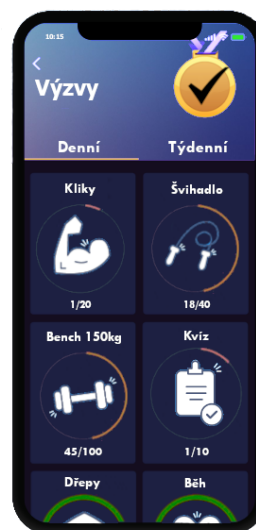 10:15
Výzvy
Denní Týdenní
Kliky Švihadlo
1/20 18/40
Bench 150kg Kvíz
45/100 1/10
Dřepy Běh